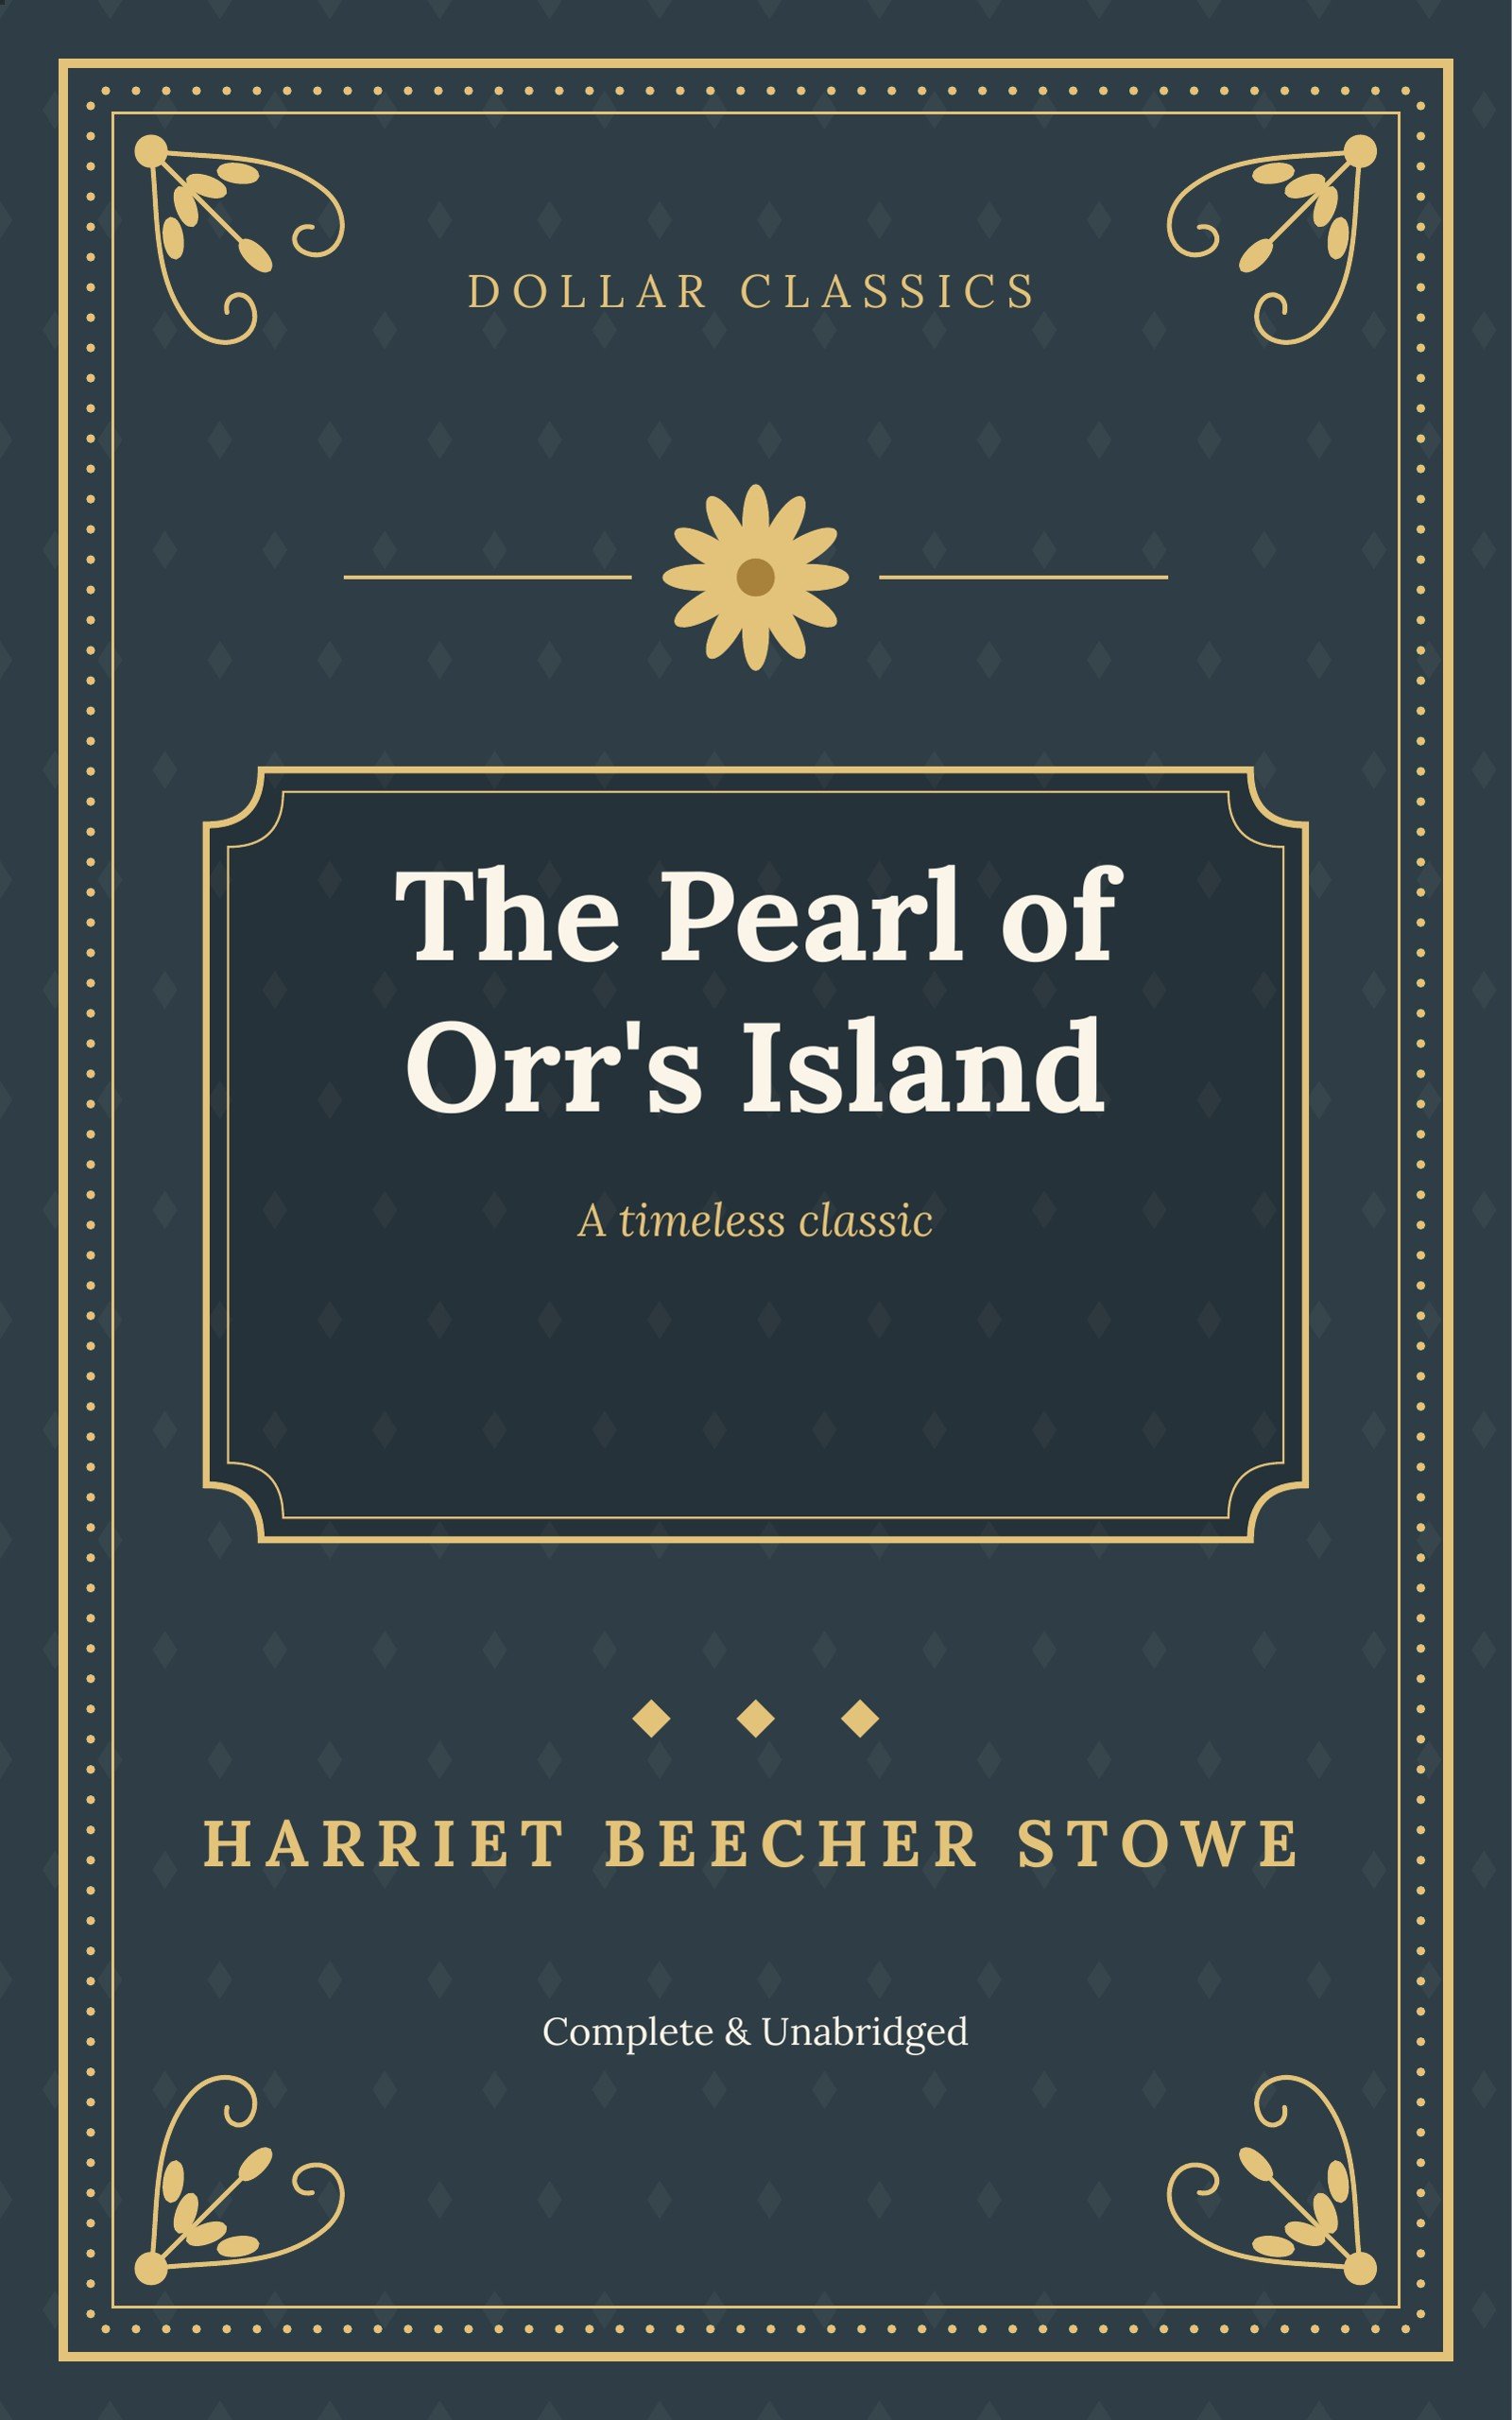 DOLLAR CLASSICS
The Pearl of
Orr's Island
A timeless classic
HARRIET BEECHER STOWE
Complete & Unabridged